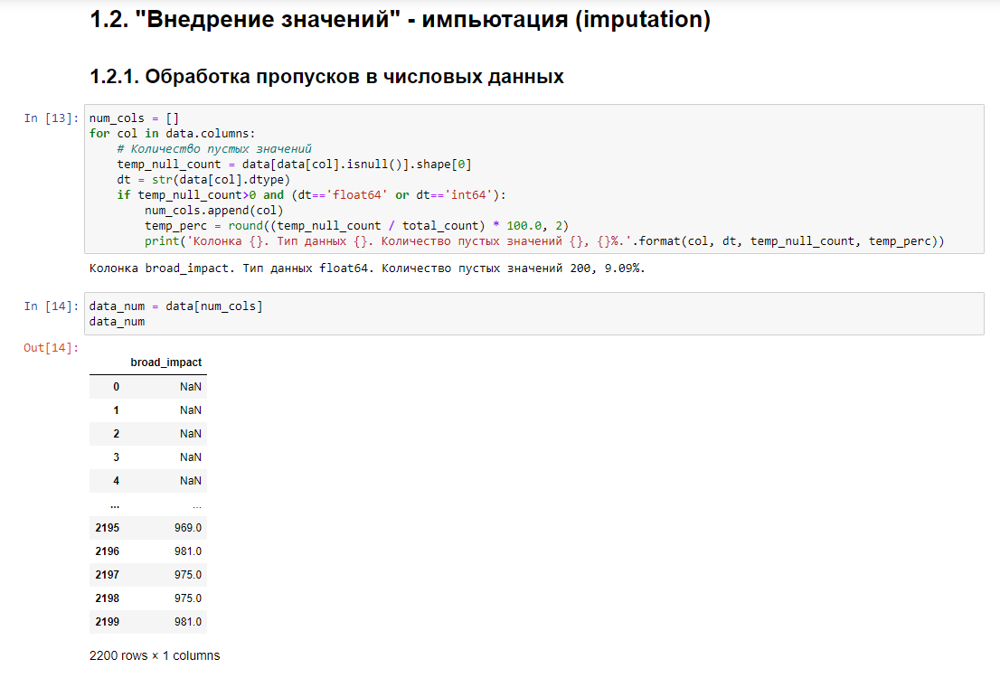 1.2. "Внедрение значений" - импьютация (imputation)
1.2.1. Обработка пропусков в числовых данных
In [13]: num_cols = []
for col in data.columns:
    # Количество пустых значений
    temp_null_count = data[data[col].isnull()].shape[0]
    dt = str(data[col].dtype)
    if temp_null_count>0 and (dt=='float64' or dt=='int64'):
        num_cols.append(col)
        temp_perc = round((temp_null_count / total_count) * 100.0, 2)
        print('Колонка {}. Тип данных {}. Количество пустых значений {}, {}%.'.format(col, dt, temp_null_count, temp_perc))
Колонка broad_impact. Тип данных float64. Количество пустых значений 200, 9.09%.
In [14]: data_num = data[num_cols]
data_num
Out[14]:
broad_impact
0 NaN
1 NaN
2 NaN
3 NaN
4 NaN
... ...
2195 969.0
2196 981.0
2197 975.0
2198 975.0
2199 981.0
2200 rows × 1 columns